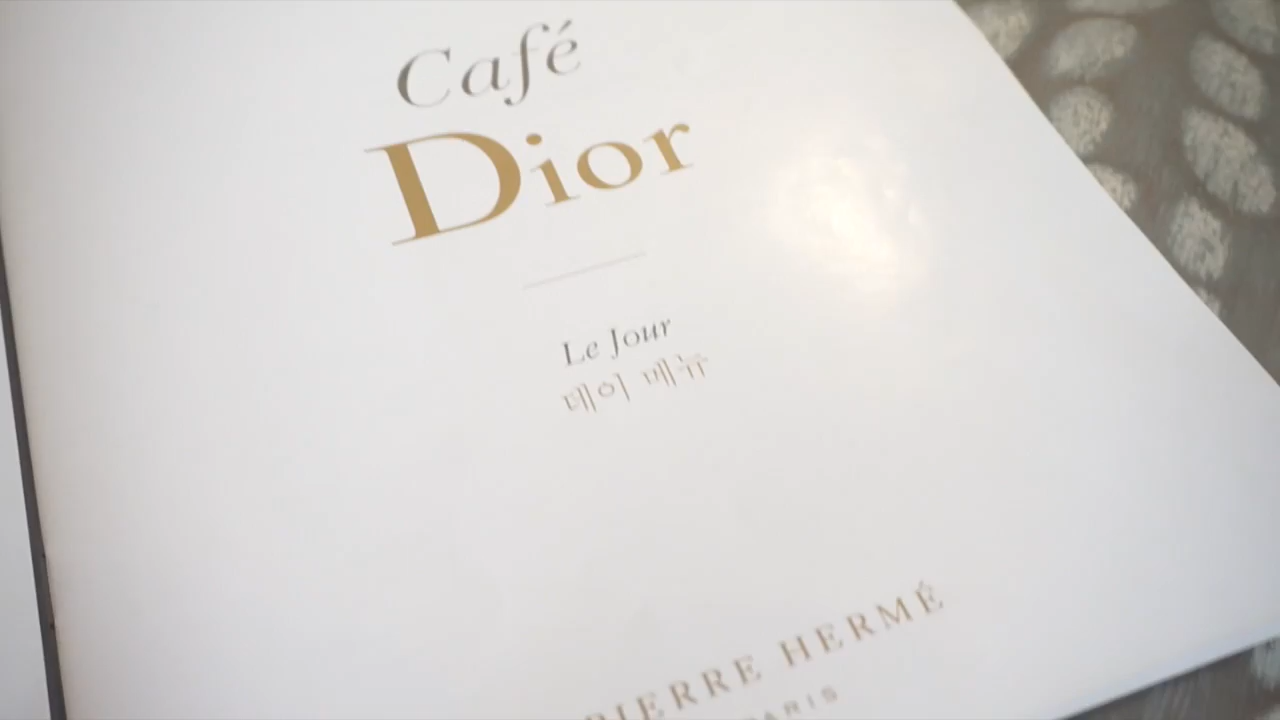 Café
Dior
Le Jour
데이 메뉴
PIERRE HERMÉ
PARIS